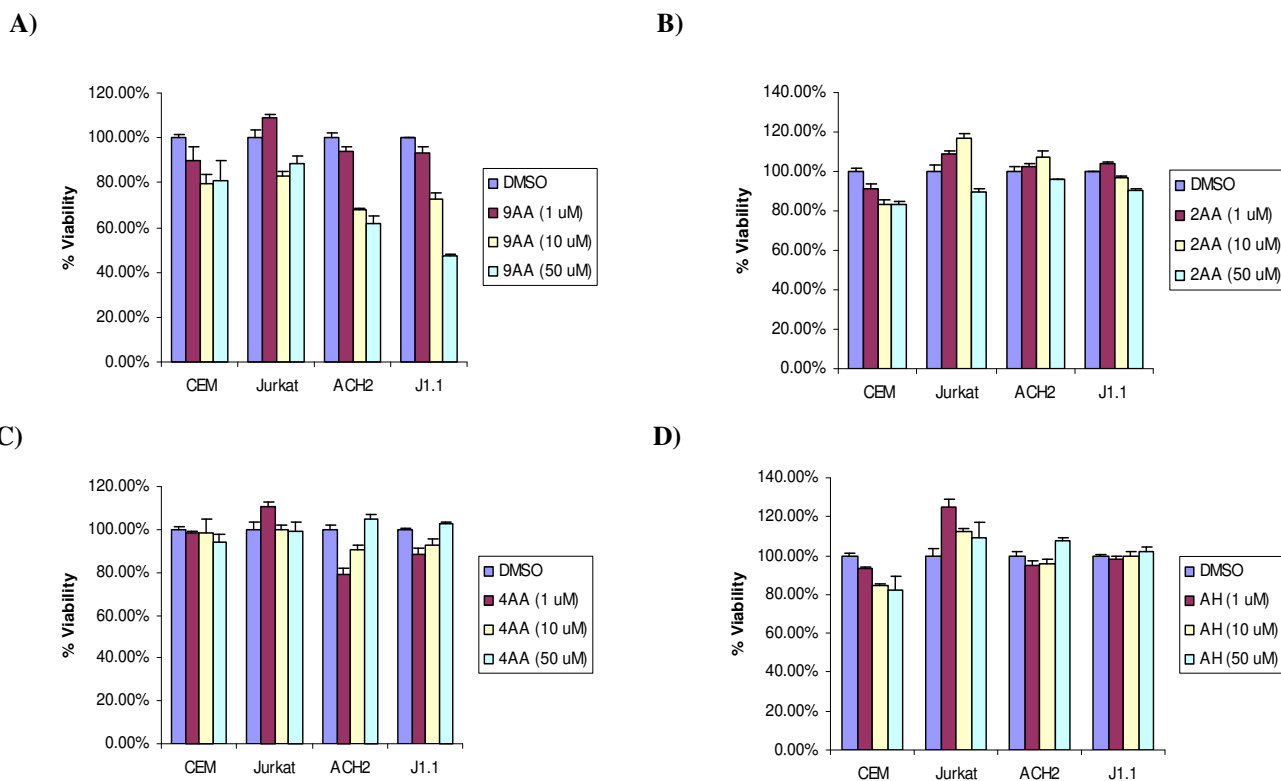 A)
120.00%
100.00%
80.00%
60.00%
40.00%
20.00%
0.00%
% Viability
CEM Jurkat ACH2 J1.1
DMSO
9AA (1 uM)
9AA (10 uM)
9AA (50 uM)
B)
140.00%
120.00%
100.00%
80.00%
60.00%
40.00%
20.00%
0.00%
% Viability
CEM Jurkat ACH2 J1.1
DMSO
2AA (1 uM)
2AA (10 uM)
2AA (50 uM)
C)
120.00%
100.00%
80.00%
60.00%
40.00%
20.00%
0.00%
% Viability
CEM Jurkat ACH2 J1.1
DMSO
4AA (1 uM)
4AA (10 uM)
4AA (50 uM)
D)
140.00%
120.00%
100.00%
80.00%
60.00%
40.00%
20.00%
0.00%
% Viability
CEM Jurkat ACH2 J1.1
DMSO
AH (1 uM)
AH (10 uM)
AH (50 uM)